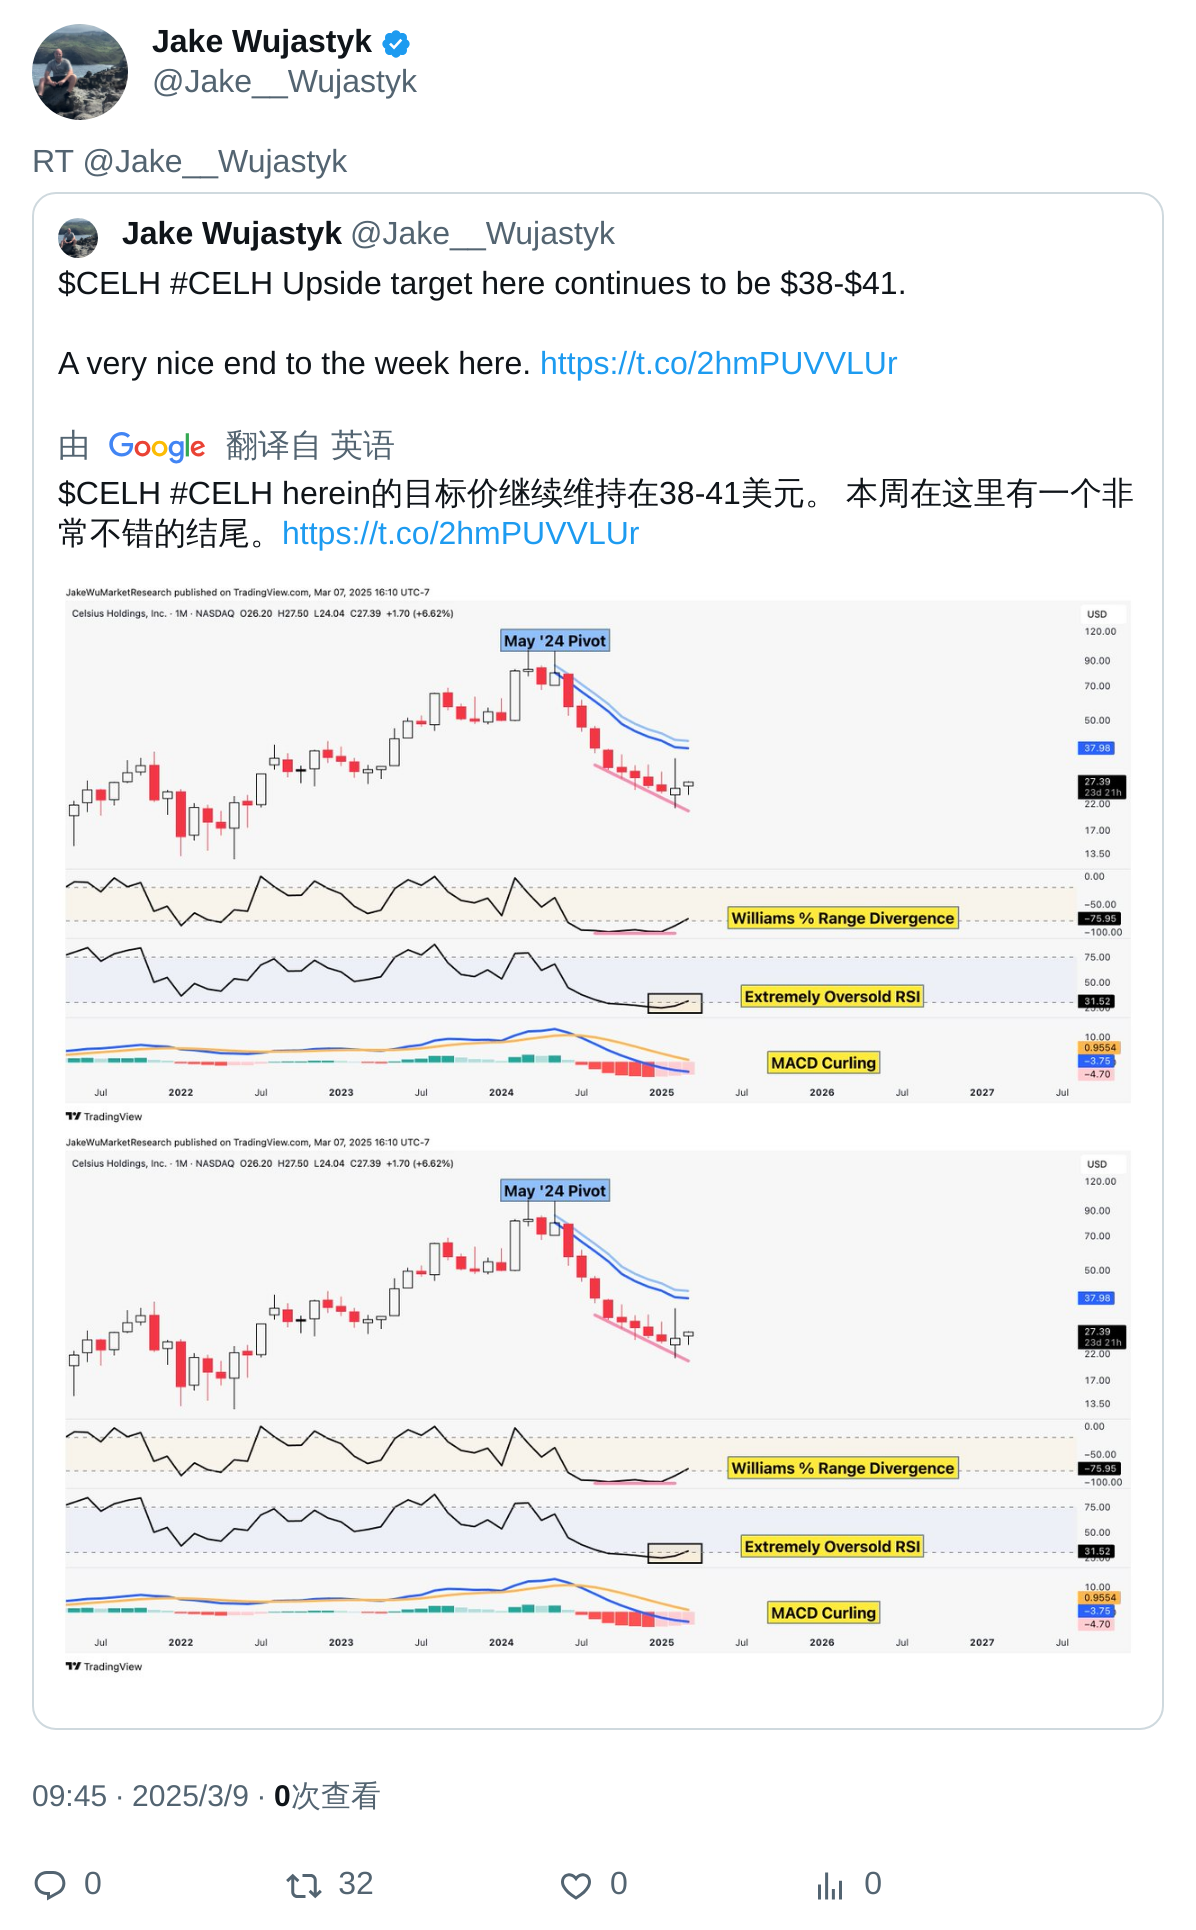 Jake Wujastyk
@Jake__Wujastyk
RT @Jake__Wujastyk
Jake Wujastyk @Jake__Wujastyk
$CELH #CELH Upside target here continues to be $38-$41.
A very nice end to the week here. https://t.co/2hmPUVVLUr
由 Google 翻译自 英语
$CELH #CELH herein的目标价继续维持在38-41美元。 本周在这里有一个非
常不错的结尾。https://t.co/2hmPUVVLUr
JakeWuMarketResearch published on TradingView.com, Mar 07, 2025 16:10 UTC-7
Celsius Holdings, Inc. · 1M · NASDAQ O26.20 H27.50 L24.04 C27.39 +1.70 (+6.62%)
USD
May '24 Pivot
120.00
90.00
70.00
50.00
37.98
27.39
23d 21h
22.00
17.00
13.50
0.00
−50.00
Williams % Range Divergence
−75.95
−100.00
75.00
50.00
Extremely Oversold RSI
31.52
25.00
10.00
0.9554
MACD Curling
−3.75
−4.70
Jul 2022 Jul 2023 Jul 2024 Jul 2025 Jul 2026 Jul 2027 Jul
TradingView
JakeWuMarketResearch published on TradingView.com, Mar 07, 2025 16:10 UTC-7
Celsius Holdings, Inc. · 1M · NASDAQ O26.20 H27.50 L24.04 C27.39 +1.70 (+6.62%)
USD
May '24 Pivot
120.00
90.00
70.00
50.00
37.98
27.39
23d 21h
22.00
17.00
13.50
0.00
−50.00
Williams % Range Divergence
−75.95
−100.00
75.00
50.00
Extremely Oversold RSI
31.52
25.00
10.00
0.9554
MACD Curling
−3.75
−4.70
Jul 2022 Jul 2023 Jul 2024 Jul 2025 Jul 2026 Jul 2027 Jul
TradingView
09:45 · 2025/3/9 · 0次查看
0 32 0 0